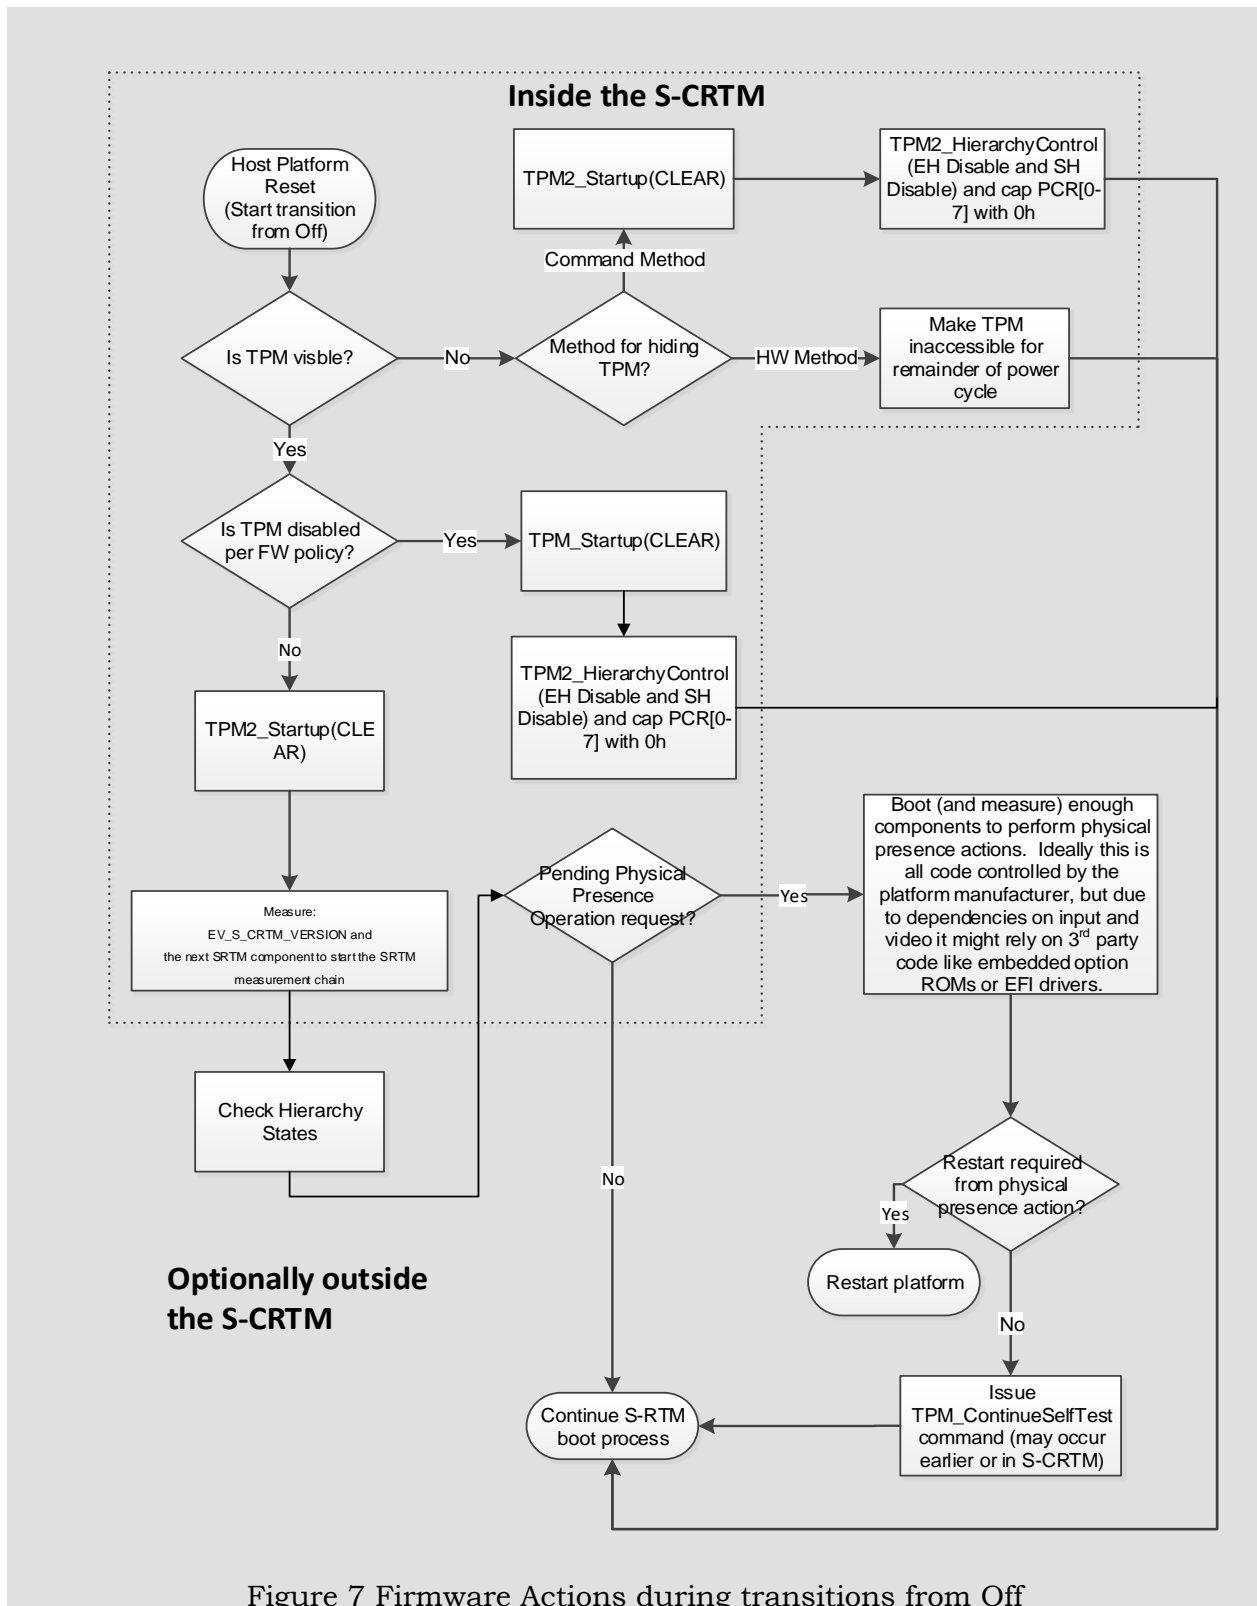 Inside the S-CRTM
Host Platform
Reset
(Start transition
from Off)
TPM2_Startup(CLEAR)
TPM2_HierarchyControl
(EH Disable and SH
Disable) and cap PCR[0-
7] with 0h
Command Method
Is TPM visble?
No
Method for hiding
TPM?
HW Method
Make TPM
inaccessible for
remainder of power
cycle
Yes
Is TPM disabled
per FW policy?
Yes
TPM_Startup(CLEAR)
No
TPM2_HierarchyControl
(EH Disable and SH
Disable) and cap PCR[0-
7] with 0h
TPM2_Startup(CLE
AR)
Measure:
EV_S_CRTM_VERSION and
the next SRTM component to start the SRTM
measurement chain
Pending Physical
Presence
Operation request?
Yes
Boot (and measure) enough
components to perform physical
presence actions.  Ideally this is
all code controlled by the
platform manufacturer, but due
to dependencies on input and
video it might rely on 3rd party
code like embedded option
ROMs or EFI drivers.
Check Hierarchy
States
No
Restart required
from physical
presence action?
Yes
Restart platform
No
Optionally outside
the S-CRTM
Issue
TPM_ContinueSelfTest
command (may occur
earlier or in S-CRTM)
Continue S-RTM
boot process
Figure 7 Firmware Actions during transitions from Off